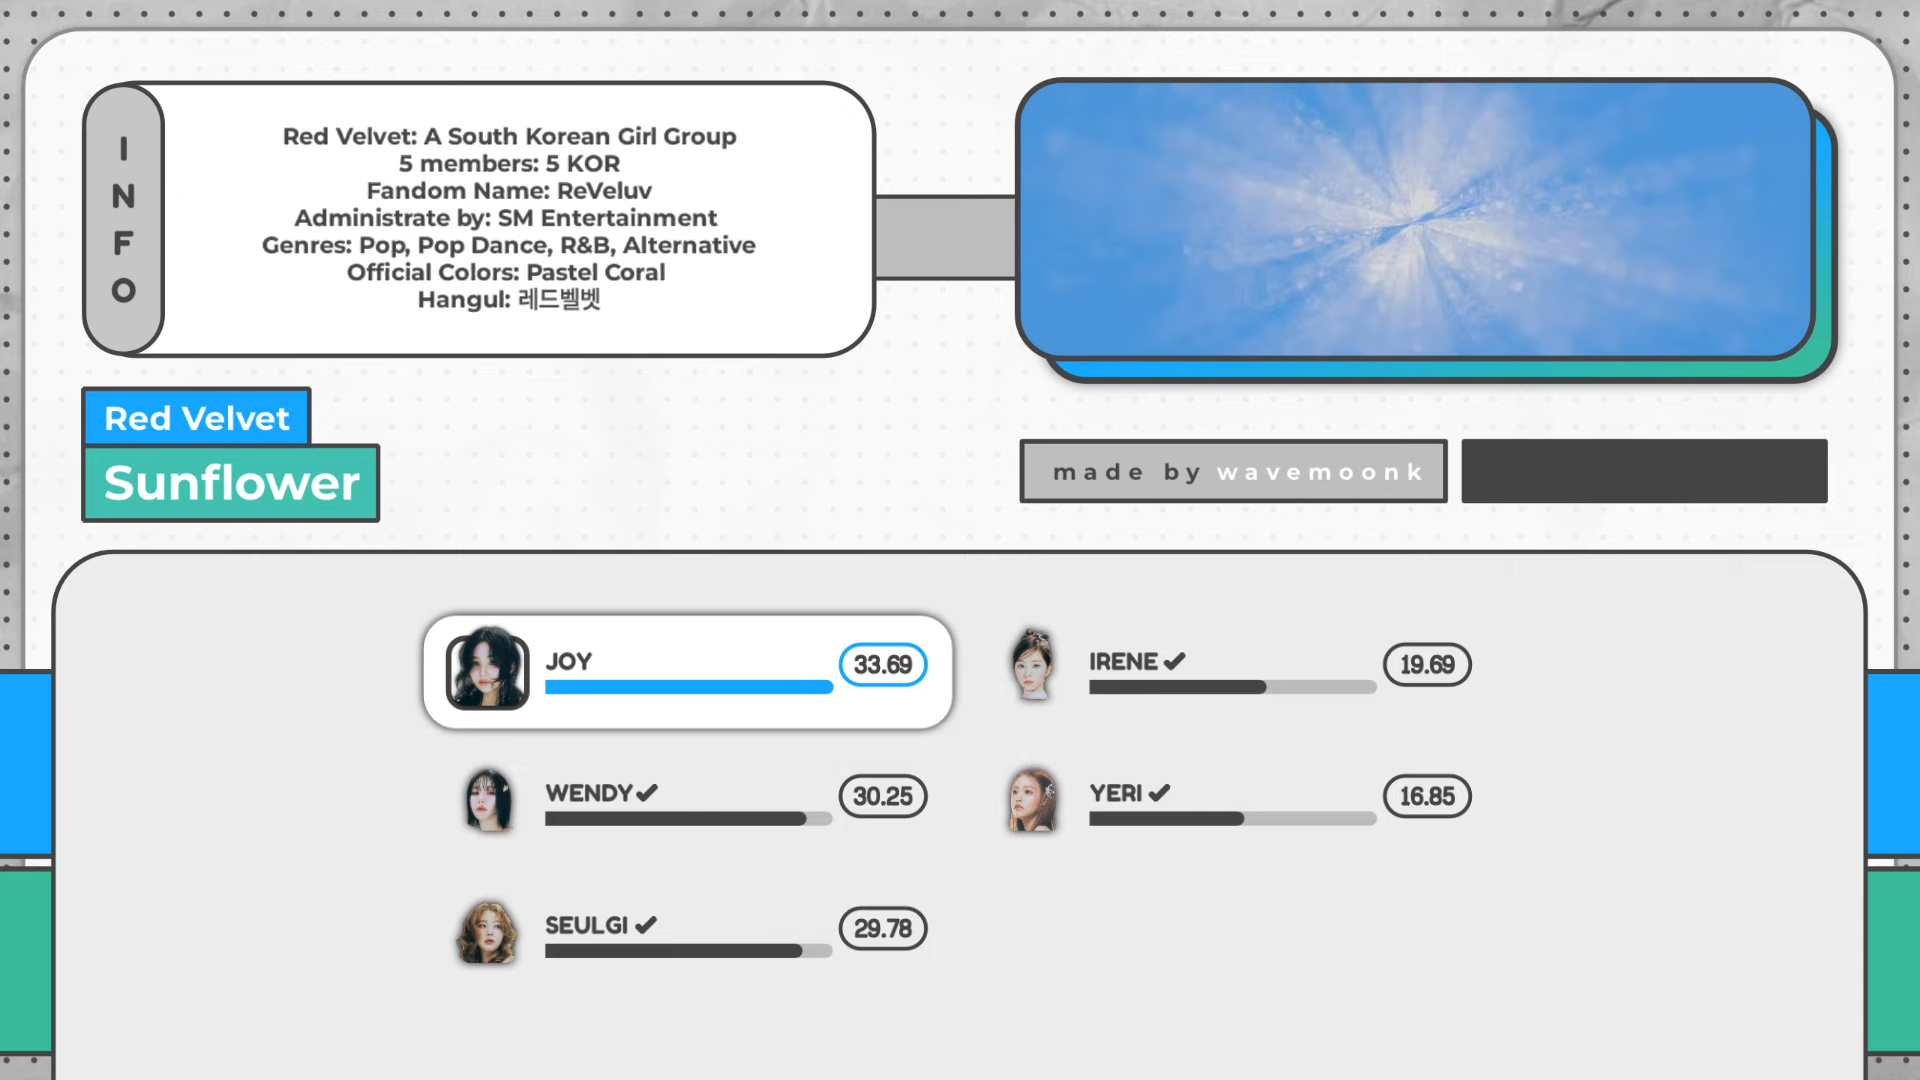 INFO
Red Velvet: A South Korean Girl Group
5 members: 5 KOR
Fandom Name: ReVeluv
Administrate by: SM Entertainment
Genres: Pop, Pop Dance, R&B, Alternative
Official Colors: Pastel Coral
Hangul: 레드벨벳
Red Velvet
Sunflower
made by wavemoonk
JOY 33.69
IRENE ✔ 19.69
WENDY ✔ 30.25
YERI ✔ 16.85
SEULGI ✔ 29.78